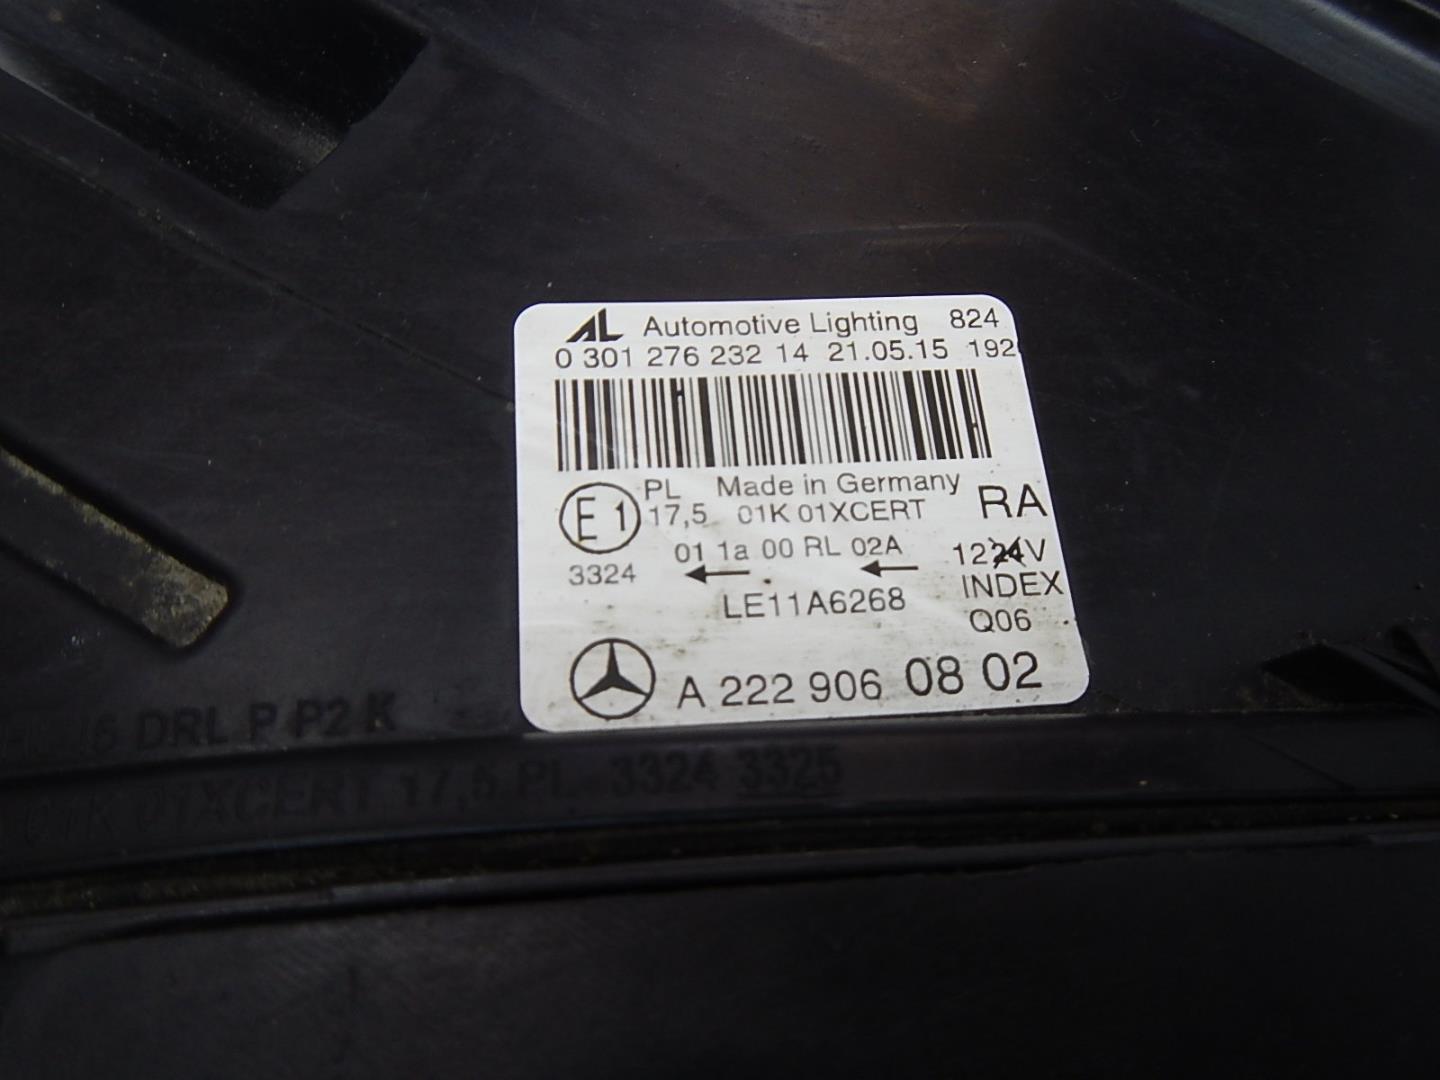 AL Automotive Lighting 824
0 301 276 232 14 21.05.15 192
E1 PL Made in Germany
17,5 01K 01XCERT RA
01 1a 00 RL 02A 1224V
3324 ← ← INDEX
LE11A6268 Q06
A 222 906 08 02
DRL P P2 K
01K 01XCERT 17,5 PL 3324 3325